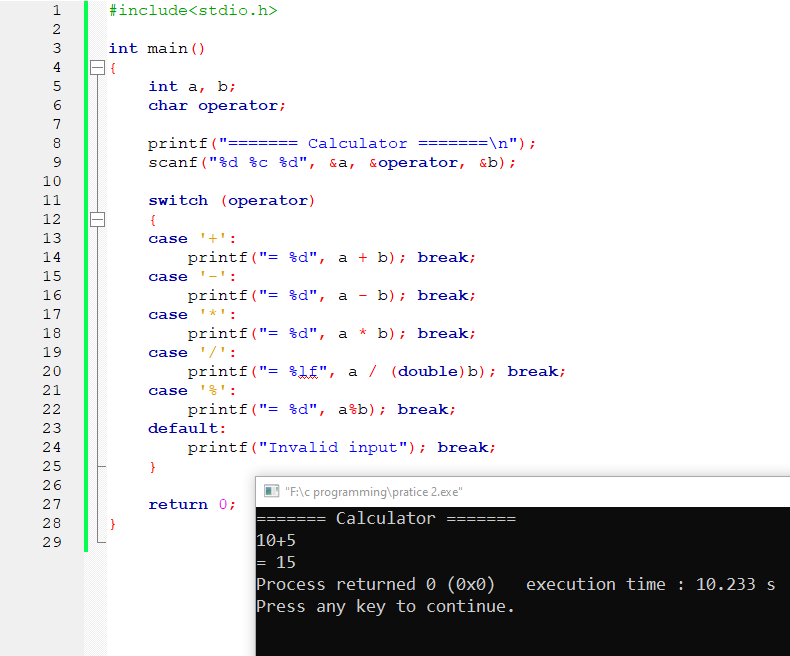 1 #include<stdio.h>
2
3 int main()
4 {
5 int a, b;
6 char operator;
7
8 printf("======= Calculator =======\n");
9 scanf("%d %c %d", &a, &operator, &b);
10
11 switch (operator)
12 {
13 case '+':
14 printf("= %d", a + b); break;
15 case '-':
16 printf("= %d", a - b); break;
17 case '*':
18 printf("= %d", a * b); break;
19 case '/':
20 printf("= %lf", a / (double)b); break;
21 case '%':
22 printf("= %d", a%b); break;
23 default:
24 printf("Invalid input"); break;
25 }
26
27 return 0;
28 }
29
"F:\c programming\pratice 2.exe"
======= Calculator =======
10+5
= 15
Process returned 0 (0x0)   execution time : 10.233 s
Press any key to continue.